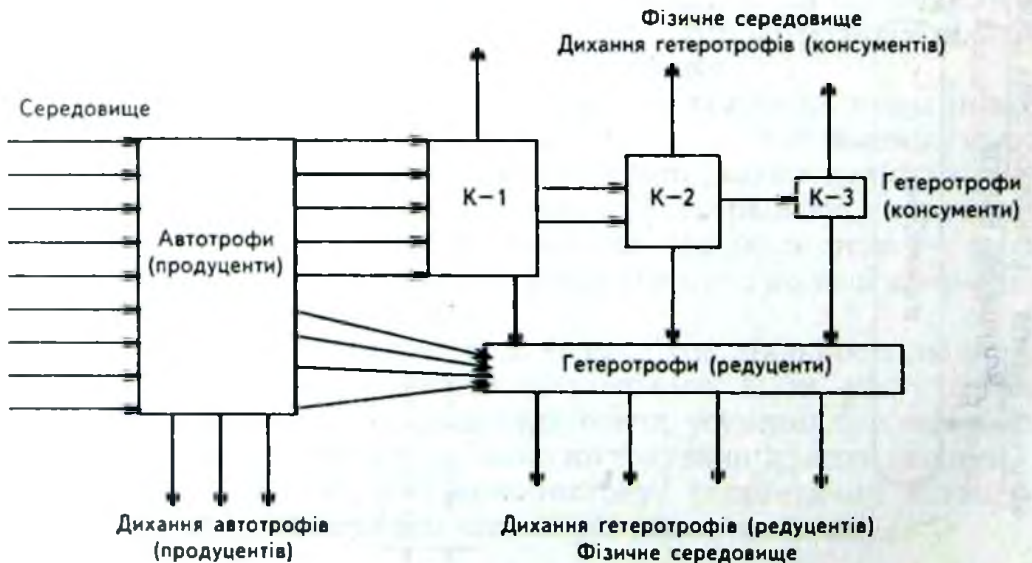 Фізичне середовище
Дихання гетеротрофів (консументів)
Середовище
Автотрофи
(продуценти)
К–1
К–2
К–3
Гетеротрофи
(консументи)
Гетеротрофи (редуценти)
Дихання автотрофів
(продуцентів)
Дихання гетеротрофів (редуцентів)
Фізичне середовище